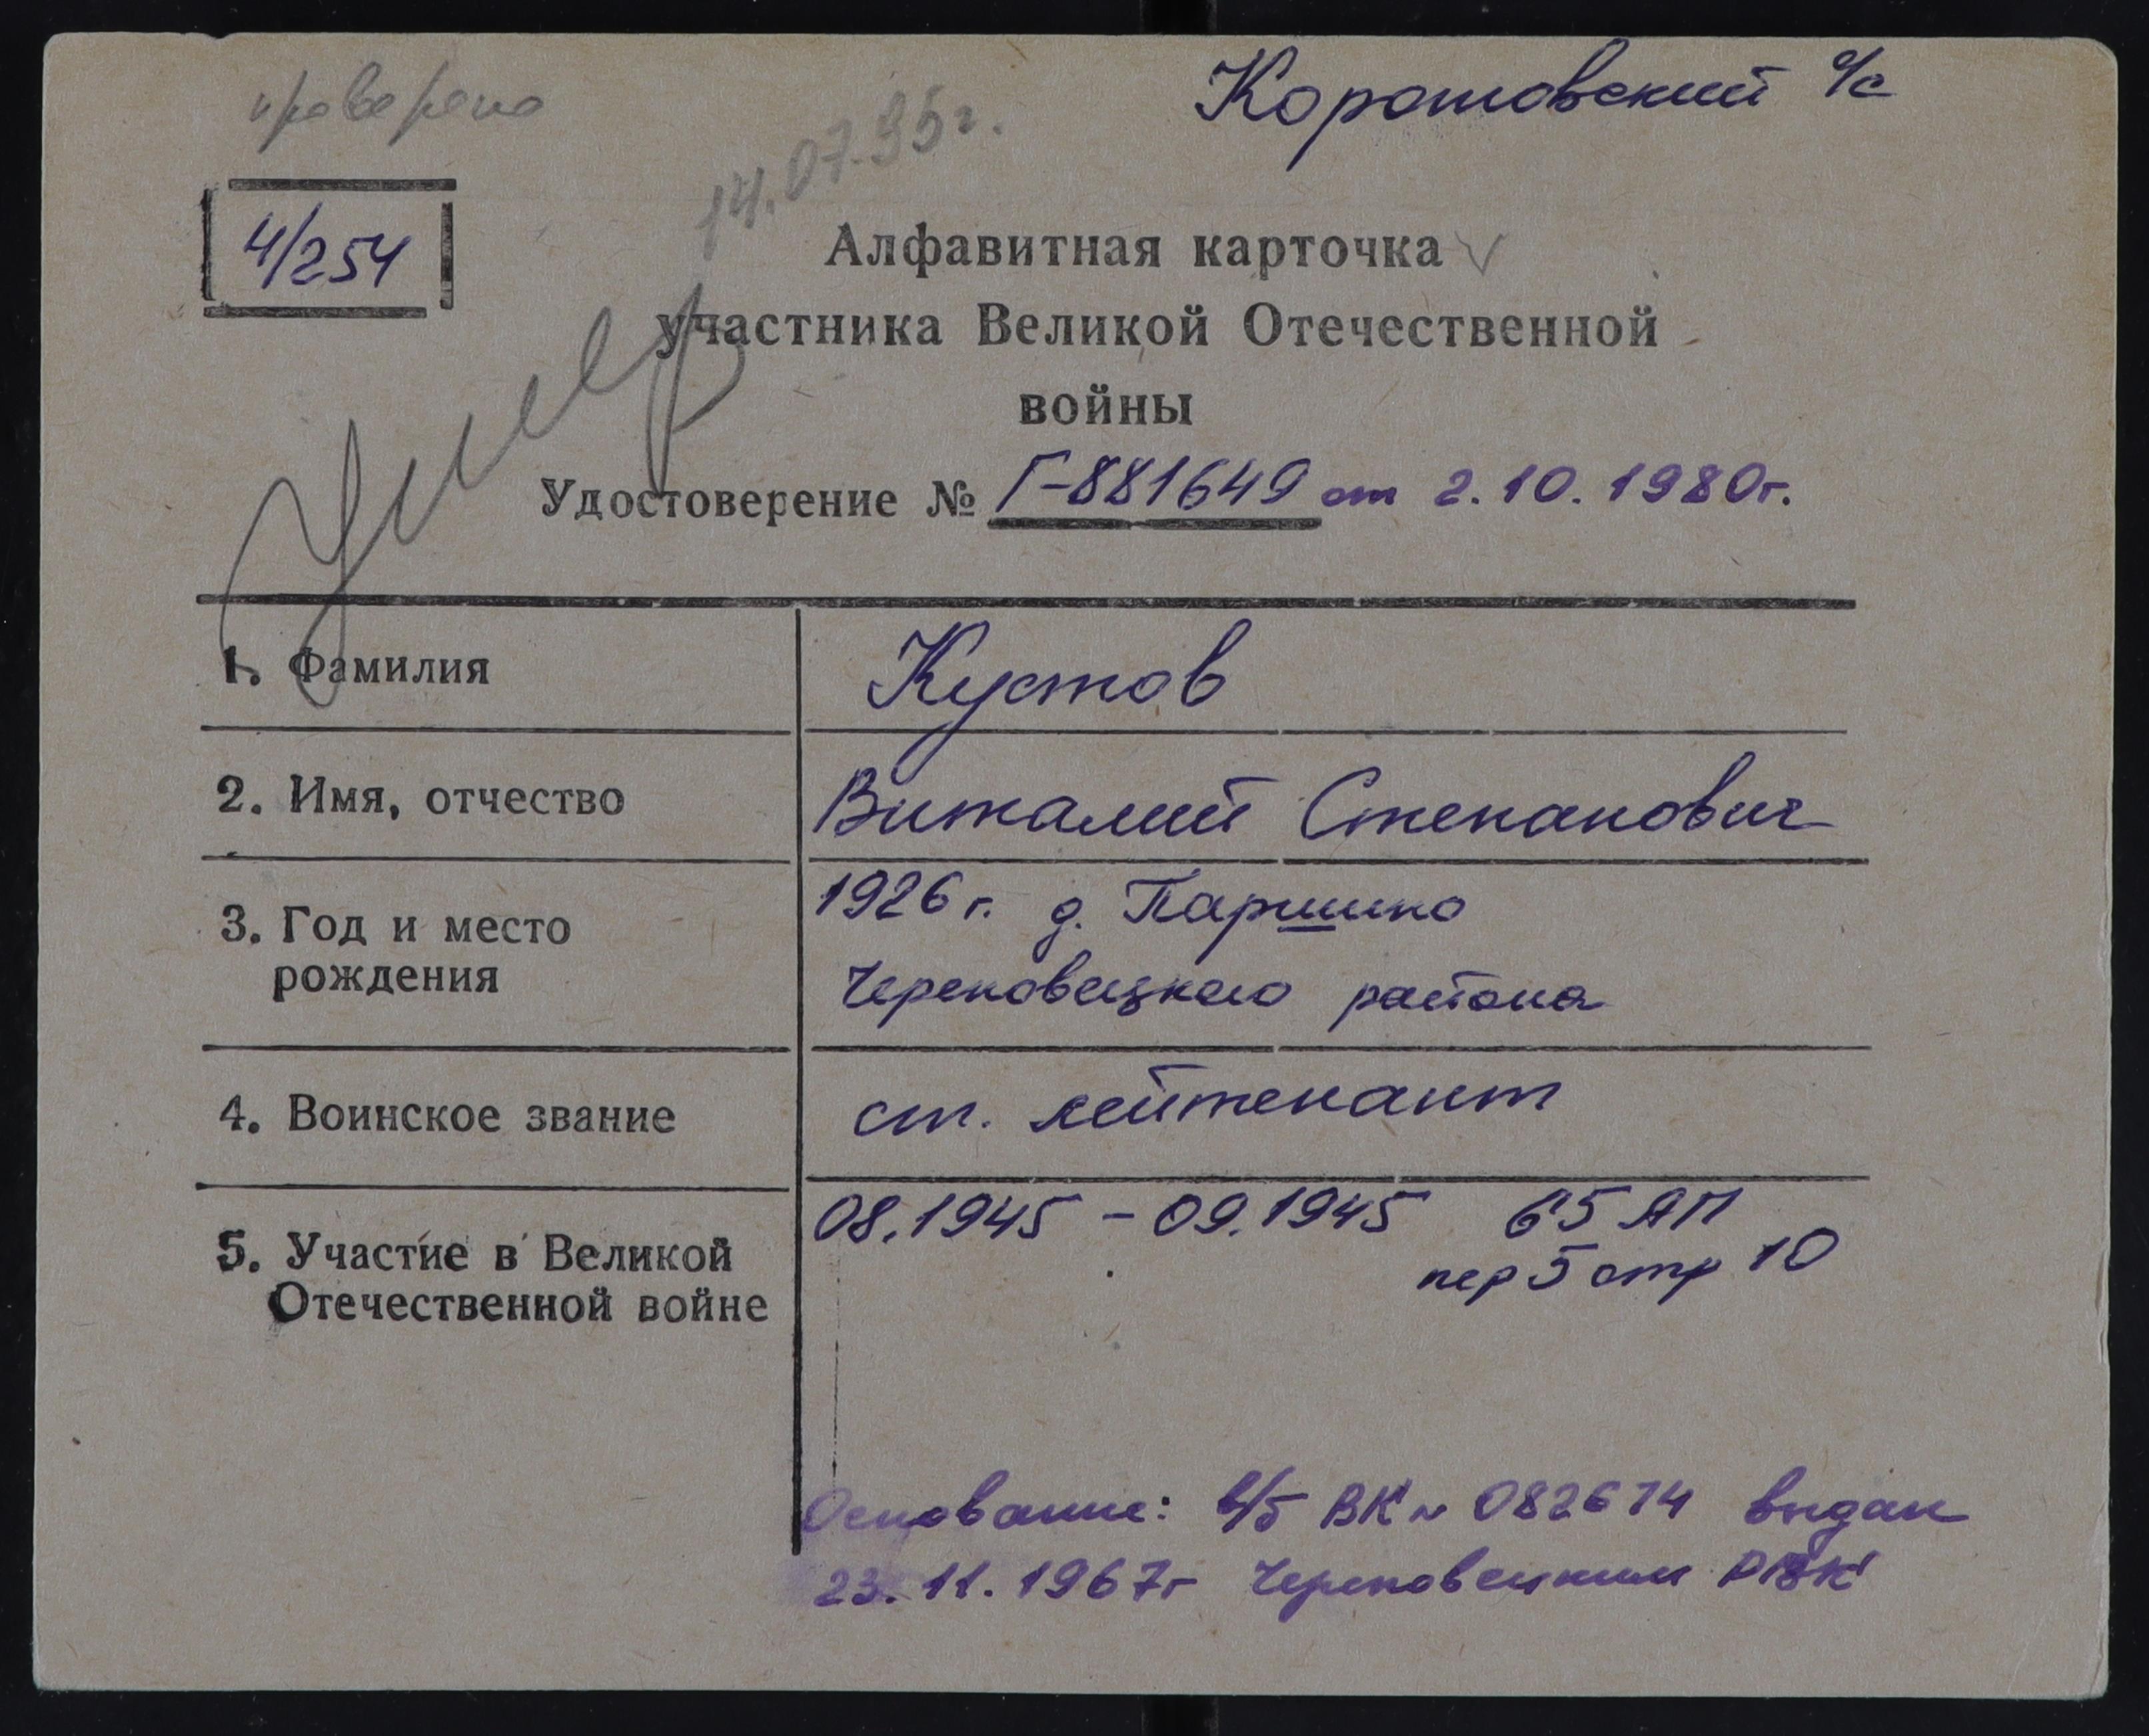 проверено
Коротовский с/с
14.07.95г.
4/254
Алфавитная карточка
участника Великой Отечественной
войны
Умер
Удостоверение № Г-881649 от 2.10.1980г.
1. Фамилия
Кустов
2. Имя, отчество
Виталий Степанович
3. Год и место
рождения
1926 г. д. Паршино
Череповецкого района
4. Воинское звание
ст. лейтенант
5. Участие в Великой
Отечественной войне
08.1945 - 09.1945 65 АП
пер 5 стр 10
Основание: в/б ВК № 082674 выдан
23.11.1967г Череповецким РВК